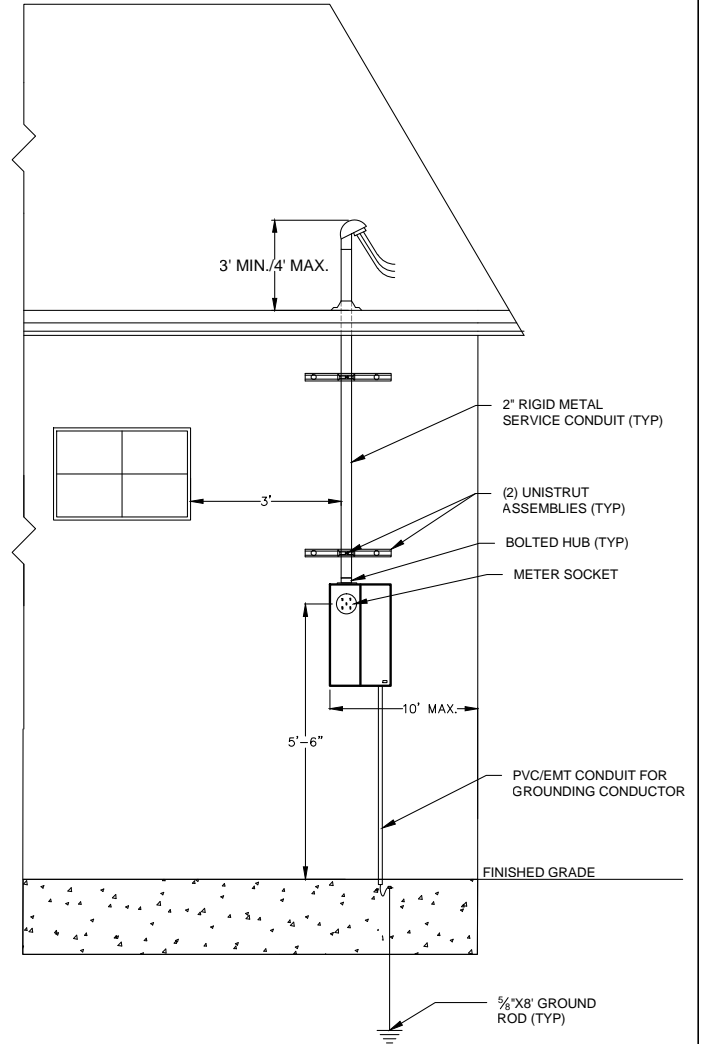 3' MIN./4' MAX.
2" RIGID METAL
SERVICE CONDUIT (TYP)
3'
(2) UNISTRUT
ASSEMBLIES (TYP)
BOLTED HUB (TYP)
METER SOCKET
10' MAX.
5'-6"
PVC/EMT CONDUIT FOR
GROUNDING CONDUCTOR
FINISHED GRADE
⅝"X8' GROUND
ROD (TYP)